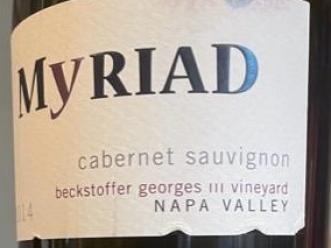 MyRIAD
cabernet sauvignon
beckstoffer georges III vineyard
NAPA VALLEY